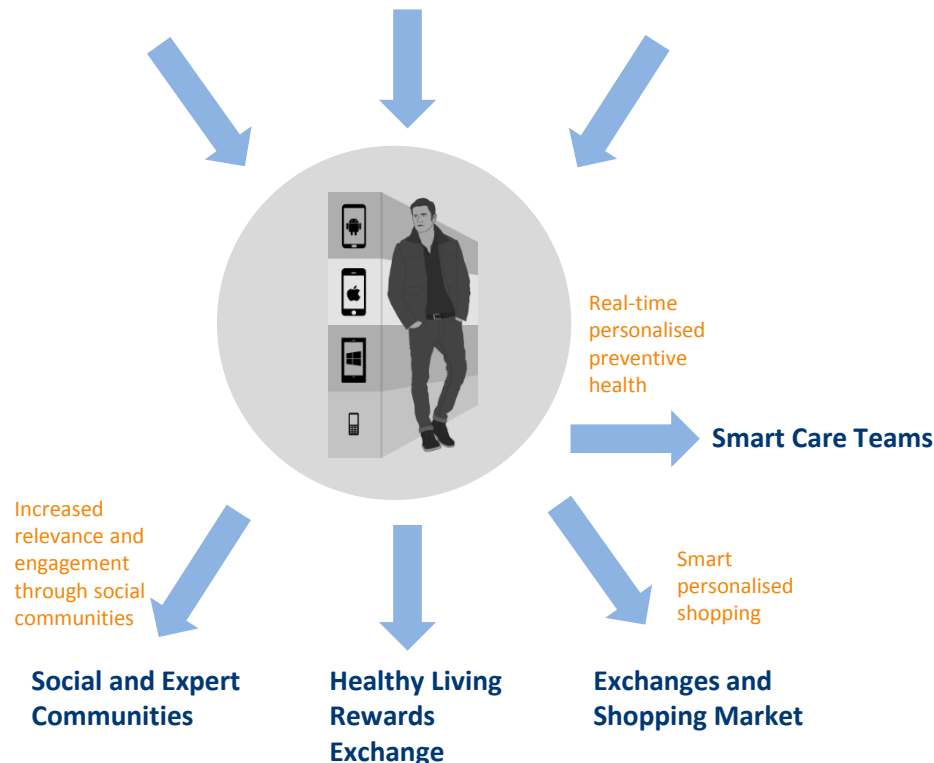 Real-time
personalised
preventive
health
Smart Care Teams
Increased
relevance and
engagement
through social
communities
Smart
personalised
shopping
Social and Expert
Communities
Healthy Living
Rewards
Exchange
Exchanges and
Shopping Market